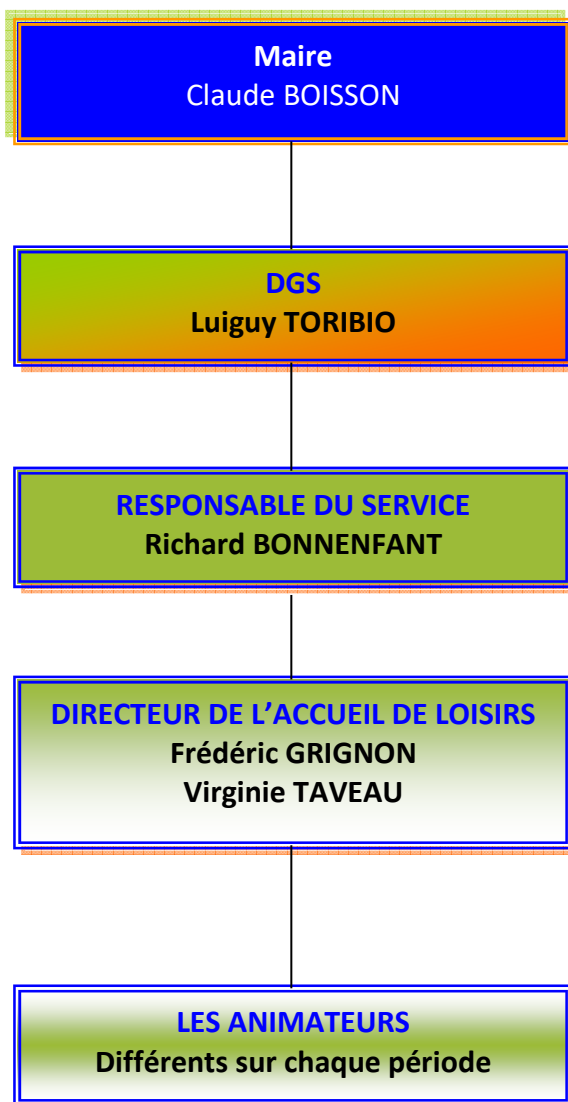 Maire
Claude BOISSON
DGS
Luiguy TORIBIO
RESPONSABLE DU SERVICE
Richard BONNENFANT
DIRECTEUR DE L’ACCUEIL DE LOISIRS
Frédéric GRIGNON
Virginie TAVEAU
LES ANIMATEURS
Différents sur chaque période